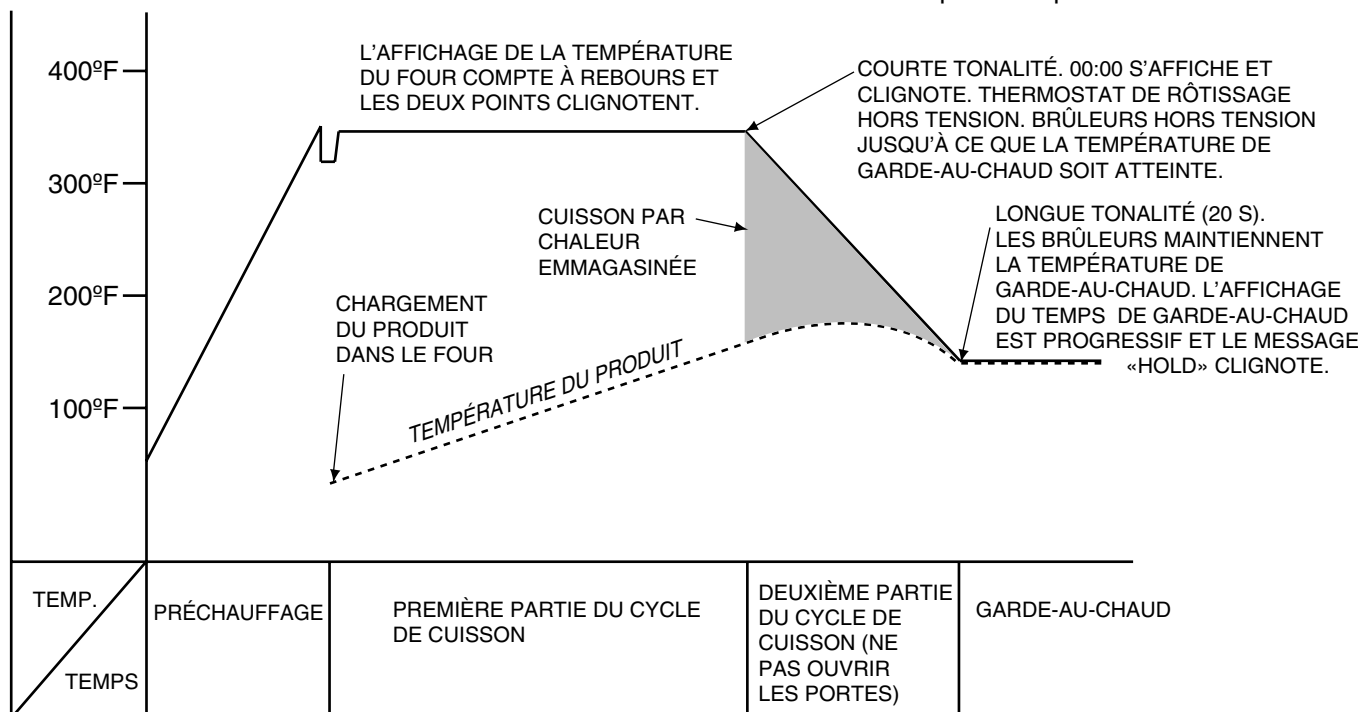 400ºF
300ºF
200ºF
100ºF
L'AFFICHAGE DE LA TEMPÉRATURE
DU FOUR COMPTE À REBOURS ET
LES DEUX POINTS CLIGNOTENT.
COURTE TONALITÉ. 00:00 S'AFFICHE ET
CLIGNOTE. THERMOSTAT DE RÔTISSAGE
HORS TENSION. BRÛLEURS HORS TENSION
JUSQU'À CE QUE LA TEMPÉRATURE DE
GARDE-AU-CHAUD SOIT ATTEINTE.
CUISSON PAR
CHALEUR
EMMAGASINÉE
LONGUE TONALITÉ (20 S).
LES BRÛLEURS MAINTIENNENT
LA TEMPÉRATURE DE
GARDE-AU-CHAUD. L'AFFICHAGE
DU TEMPS DE GARDE-AU-CHAUD
EST PROGRESSIF ET LE MESSAGE
«HOLD» CLIGNOTE.
CHARGEMENT
DU PRODUIT
DANS LE FOUR
TEMPÉRATURE DU PRODUIT
TEMP.
TEMPS
PRÉCHAUFFAGE
PREMIÈRE PARTIE DU CYCLE
DE CUISSON
DEUXIÈME PARTIE
DU CYCLE DE
CUISSON (NE
PAS OUVRIR
LES PORTES)
GARDE-AU-CHAUD